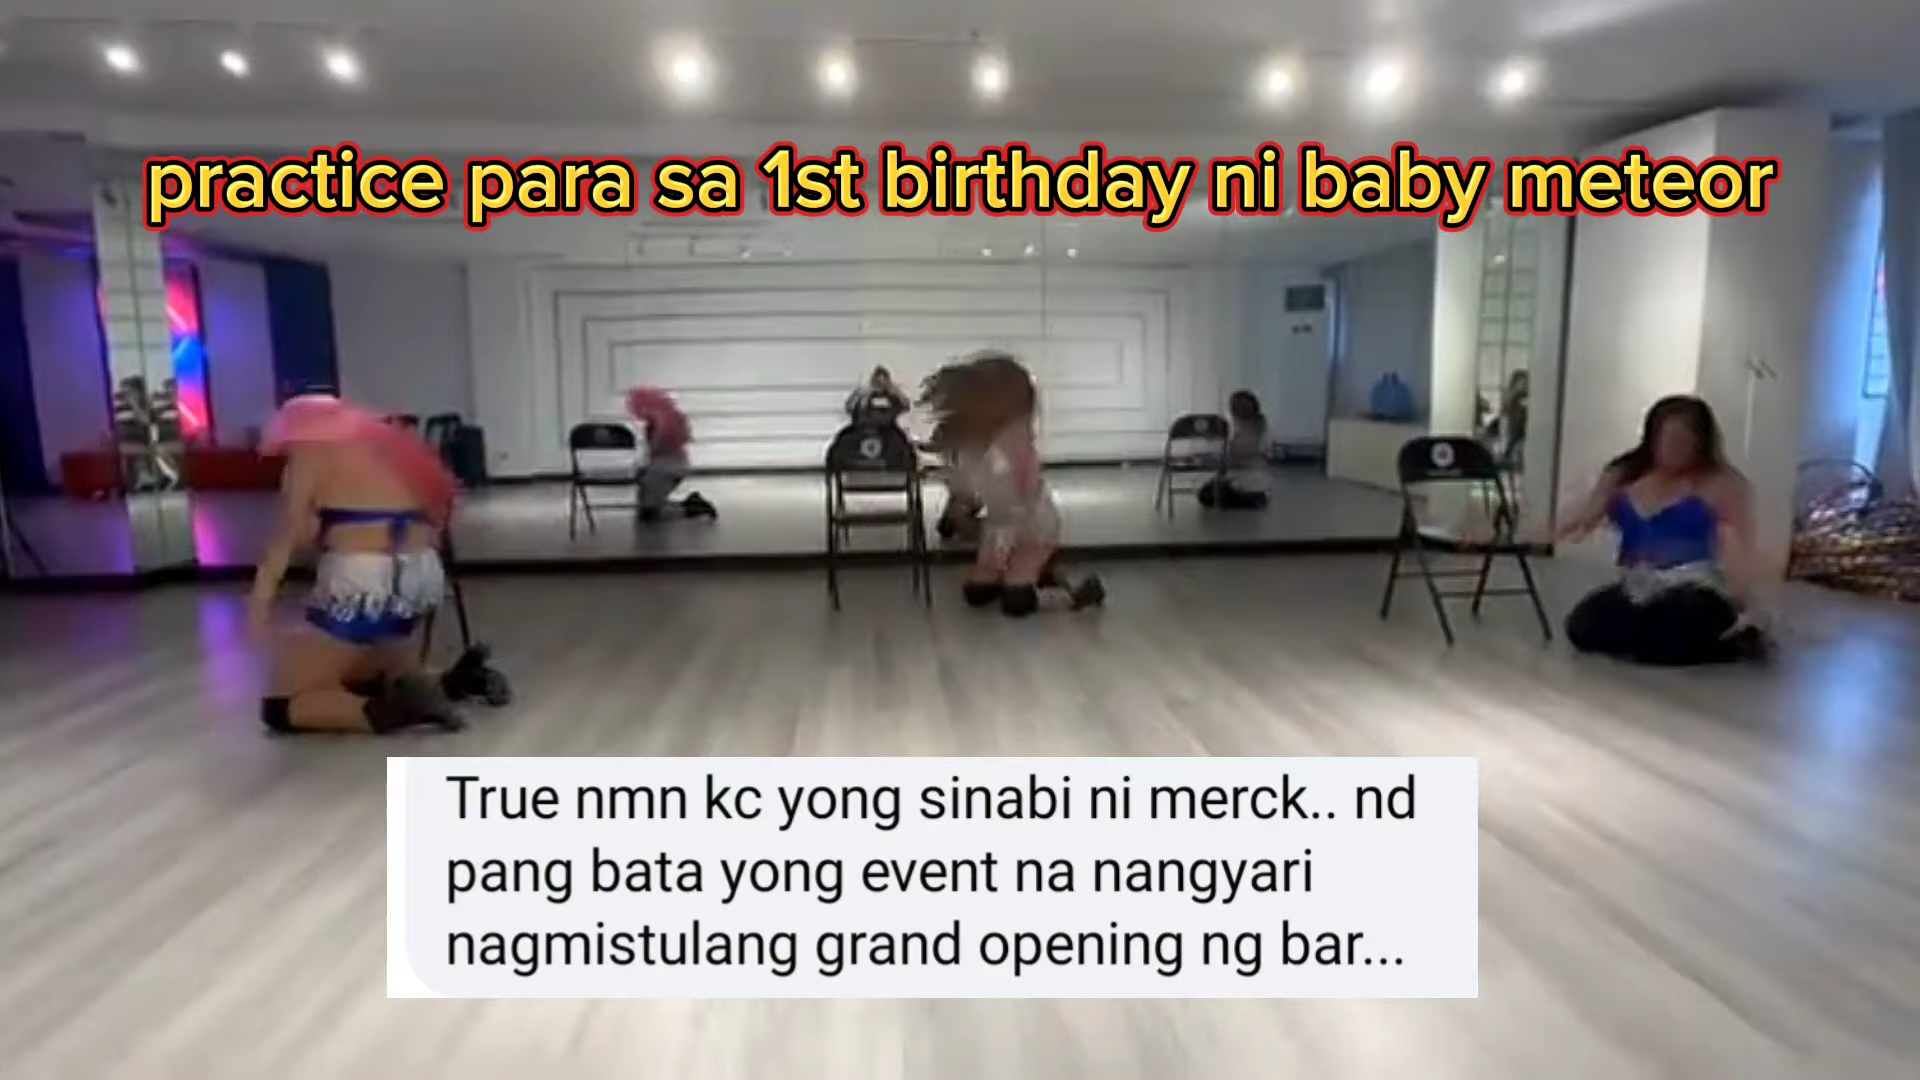 practice para sa 1st birthday ni baby meteor
True nmn kc yong sinabi ni merck.. nd
pang bata yong event na nangyari
nagmistulang grand opening ng bar...